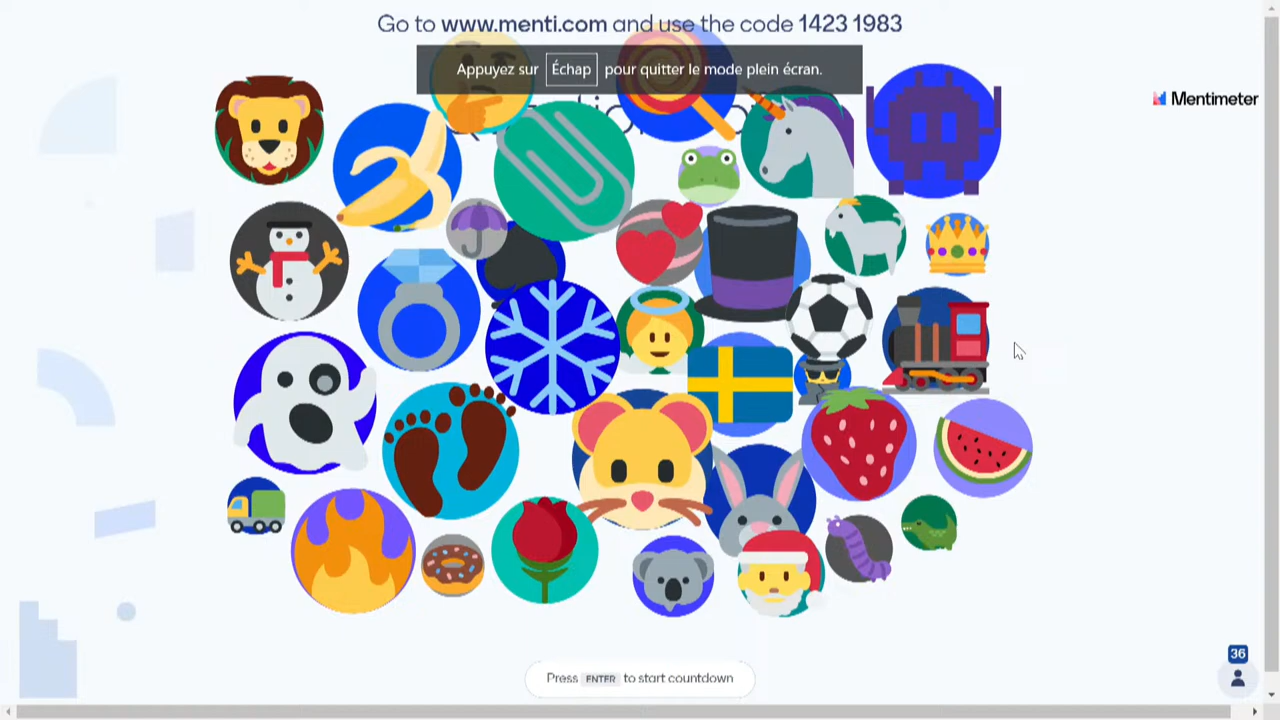 Go to www.menti.com and use the code 1423 1983
Appuyez sur Échap pour quitter le mode plein écran.
Mentimeter
Press ENTER to start countdown
36